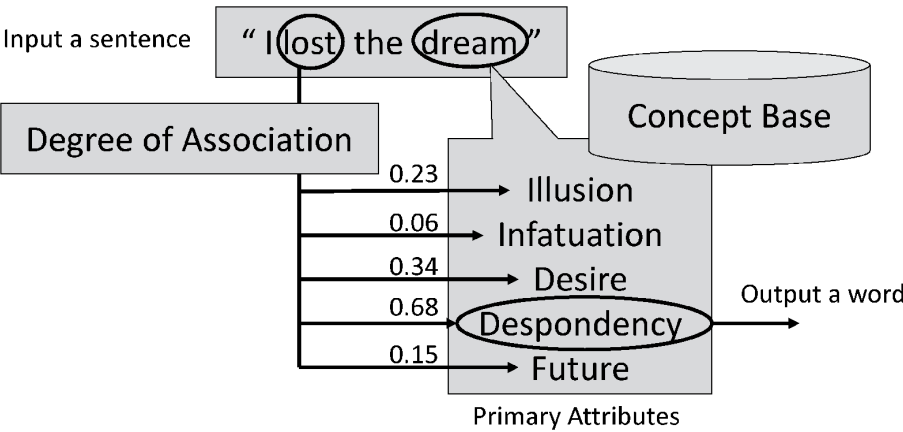 Input a sentence
“ I lost the dream ”
Concept Base
Degree of Association
0.23
Illusion
0.06
Infatuation
0.34
Desire
0.68
Despondency
Output a word
0.15
Future
Primary Attributes